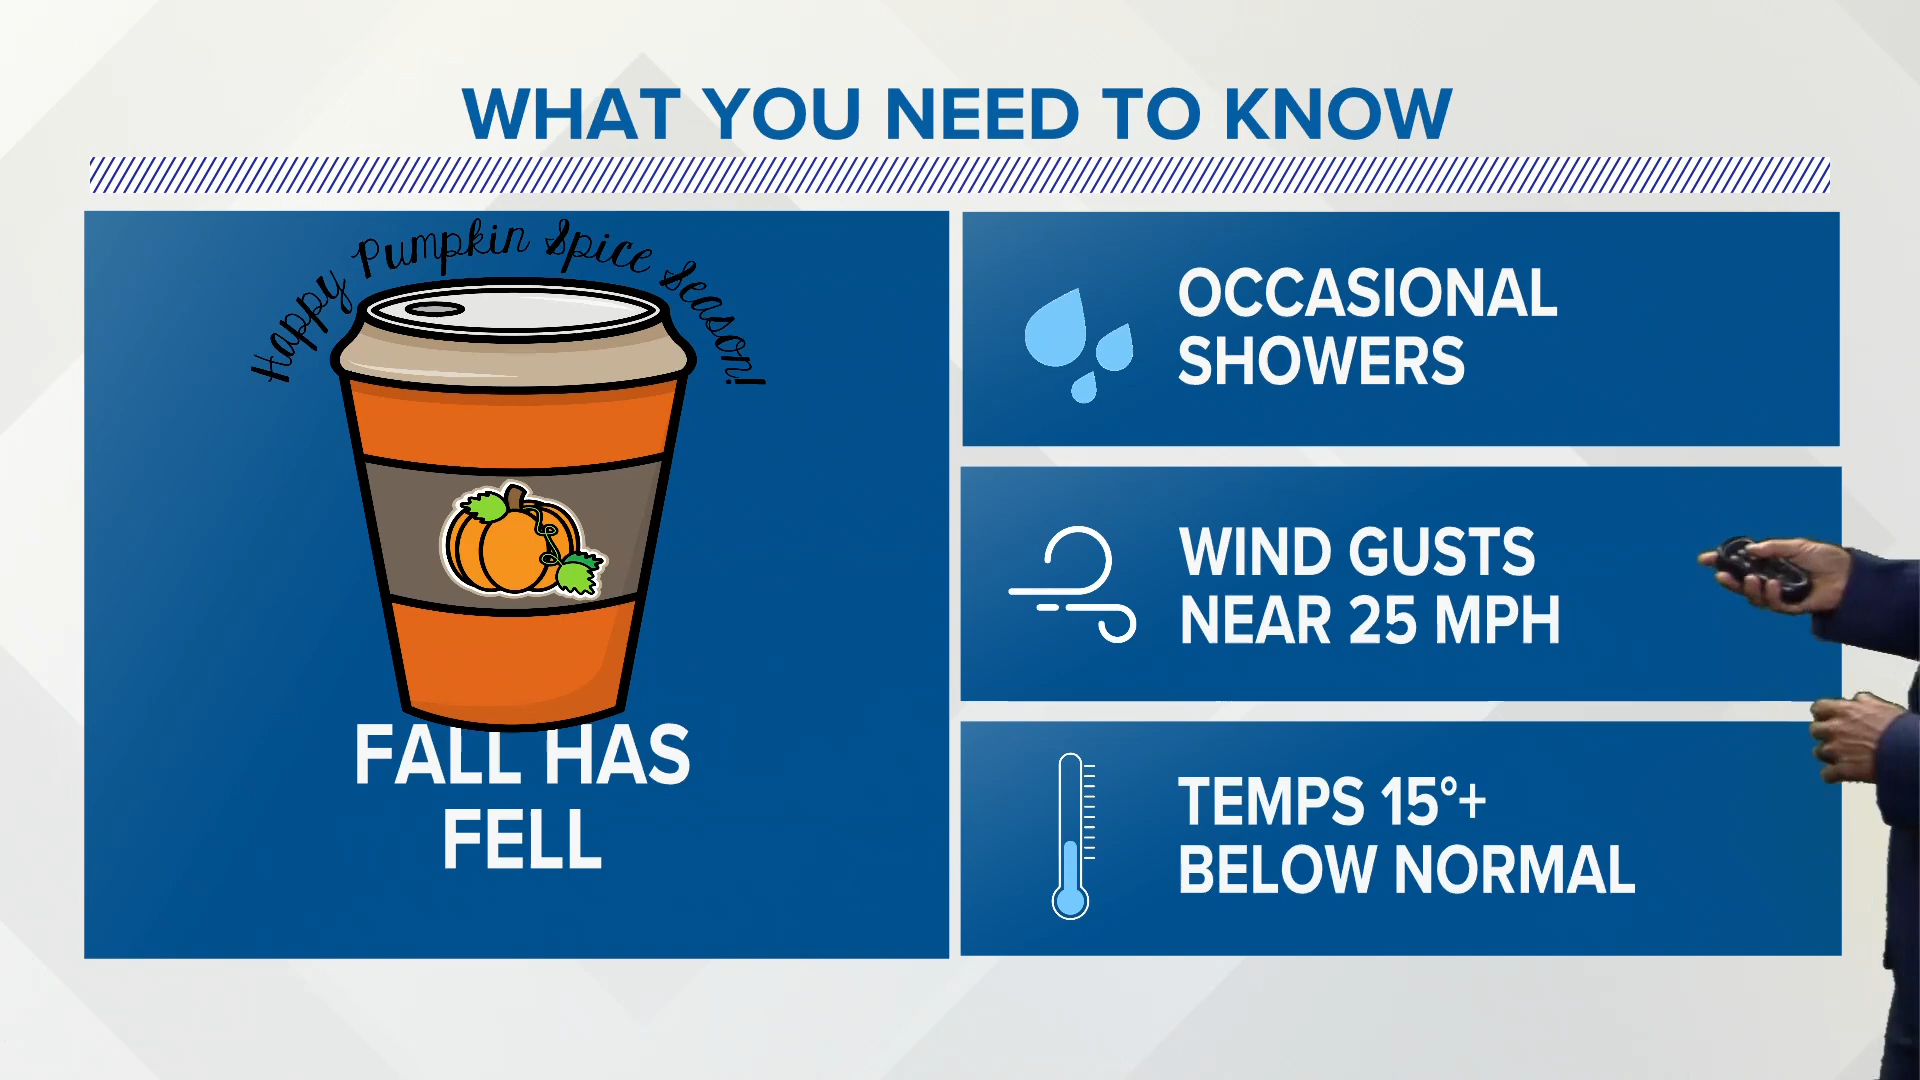 WHAT YOU NEED TO KNOW
Happy Pumpkin Spice Season!
FALL HAS
FELL
OCCASIONAL
SHOWERS
WIND GUSTS
NEAR 25 MPH
TEMPS 15°+
BELOW NORMAL